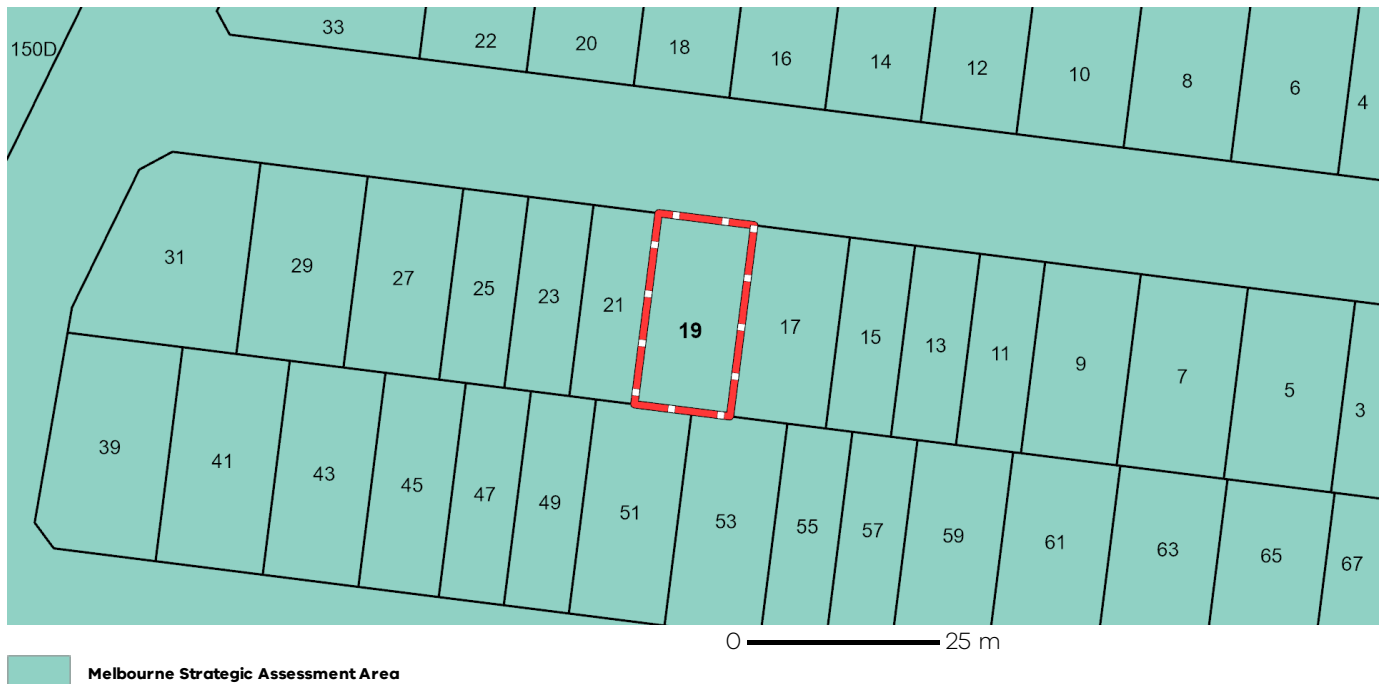 150D
33 22 20 18 16 14 12 10 8 6 4
31 29 27 25 23 21 19 17 15 13 11 9 7 5 3
39 41 43 45 47 49 51 53 55 57 59 61 63 65 67
0 25 m
Melbourne Strategic Assessment Area